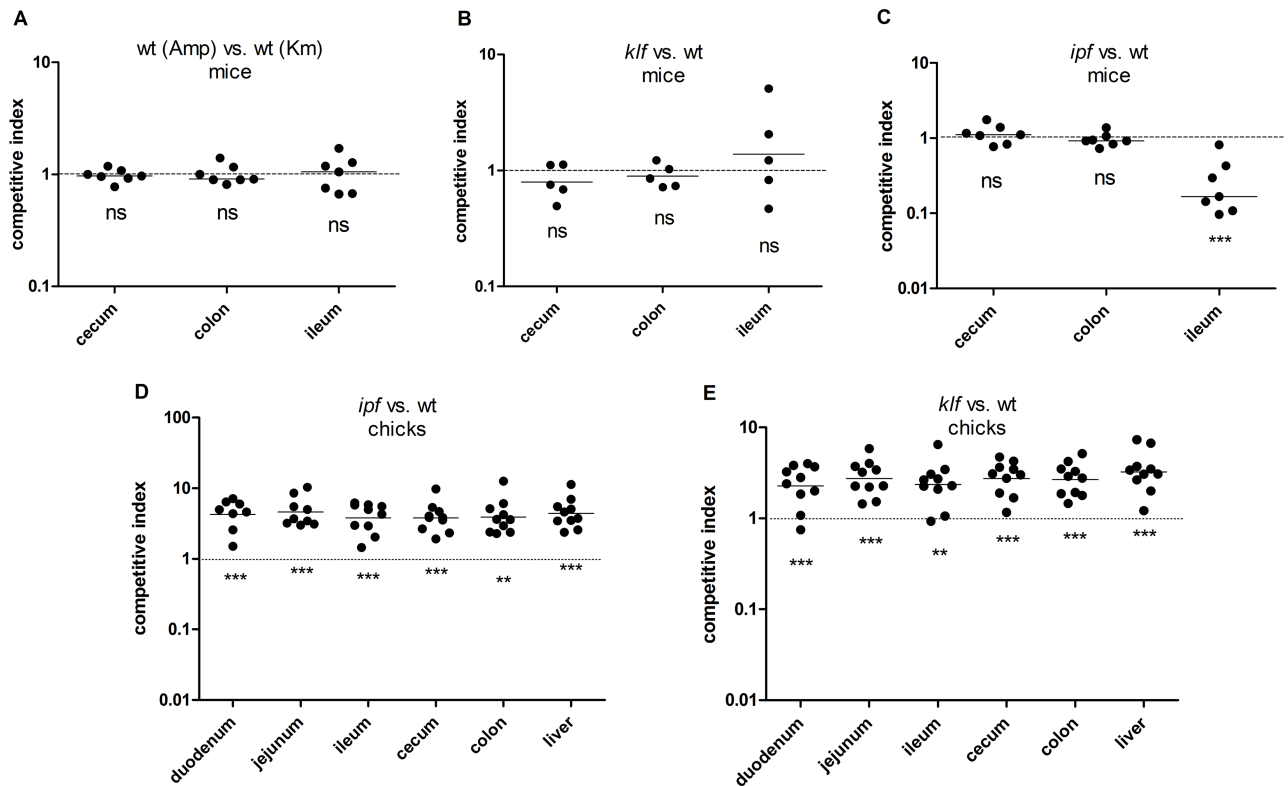 A
wt (Amp) vs. wt (Km)
mice
competitive index
10
1
0.1
ns
ns
ns
cecum
colon
ileum
B
klf vs. wt
mice
competitive index
10
1
0.1
ns
ns
ns
cecum
colon
ileum
C
ipf vs. wt
mice
competitive index
10
1
0.1
0.01
ns
ns
***
cecum
colon
ileum
D
ipf vs. wt
chicks
competitive index
100
10
1
0.1
0.01
***
***
***
***
**
***
duodenum
jejunum
ileum
cecum
colon
liver
E
klf vs. wt
chicks
competitive index
10
1
0.1
0.01
***
***
**
***
***
***
duodenum
jejunum
ileum
cecum
colon
liver